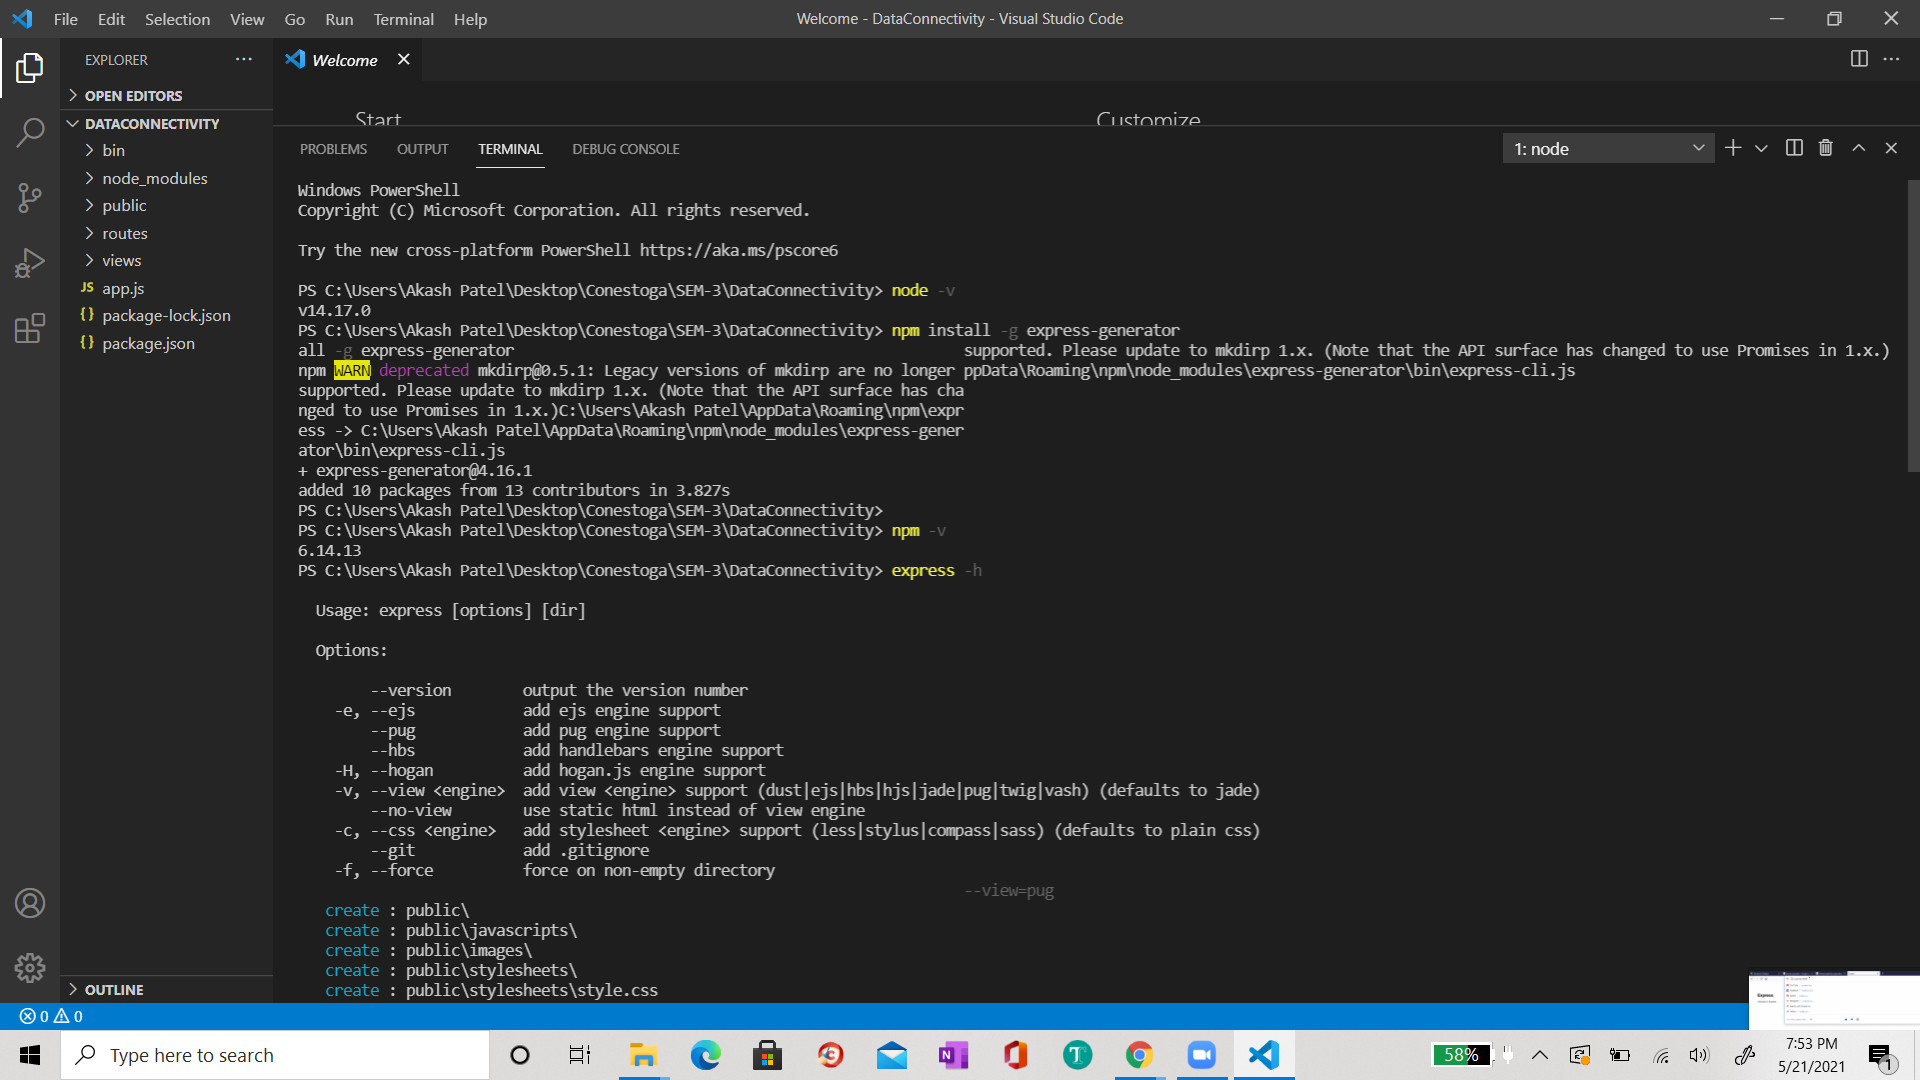 File Edit Selection View Go Run Terminal Help
Welcome - DataConnectivity - Visual Studio Code
EXPLORER
Welcome
OPEN EDITORS
DATACONNECTIVITY
bin
node_modules
public
routes
views
JS app.js
{} package-lock.json
{} package.json
OUTLINE
Start
Customize
PROBLEMS OUTPUT TERMINAL DEBUG CONSOLE
1: node
Windows PowerShell
Copyright (C) Microsoft Corporation. All rights reserved.
Try the new cross-platform PowerShell https://aka.ms/pscore6
PS C:\Users\Akash Patel\Desktop\Conestoga\SEM-3\DataConnectivity> node -v
v14.17.0
PS C:\Users\Akash Patel\Desktop\Conestoga\SEM-3\DataConnectivity> npm install -g express-generator
all -g express-generator supported. Please update to mkdirp 1.x. (Note that the API surface has changed to use Promises in 1.x.)
npm WARN deprecated mkdirp@0.5.1: Legacy versions of mkdirp are no longer ppData\Roaming\npm\node_modules\express-generator\bin\express-cli.js
supported. Please update to mkdirp 1.x. (Note that the API surface has cha
nged to use Promises in 1.x.)C:\Users\Akash Patel\AppData\Roaming\npm\expr
ess -> C:\Users\Akash Patel\AppData\Roaming\npm\node_modules\express-gener
ator\bin\express-cli.js
+ express-generator@4.16.1
added 10 packages from 13 contributors in 3.827s
PS C:\Users\Akash Patel\Desktop\Conestoga\SEM-3\DataConnectivity>
PS C:\Users\Akash Patel\Desktop\Conestoga\SEM-3\DataConnectivity> npm -v
6.14.13
PS C:\Users\Akash Patel\Desktop\Conestoga\SEM-3\DataConnectivity> express -h
Usage: express [options] [dir]
Options:
--version output the version number
-e, --ejs add ejs engine support
--pug add pug engine support
--hbs add handlebars engine support
-H, --hogan add hogan.js engine support
-v, --view <engine> add view <engine> support (dust|ejs|hbs|hjs|jade|pug|twig|vash) (defaults to jade)
--no-view use static html instead of view engine
-c, --css <engine> add stylesheet <engine> support (less|stylus|compass|sass) (defaults to plain css)
--git add .gitignore
-f, --force force on non-empty directory
--view=pug
create : public\
create : public\javascripts\
create : public\images\
create : public\stylesheets\
create : public\stylesheets\style.css
0 0
Express
Type here to search
58%
7:53 PM
5/21/2021
1